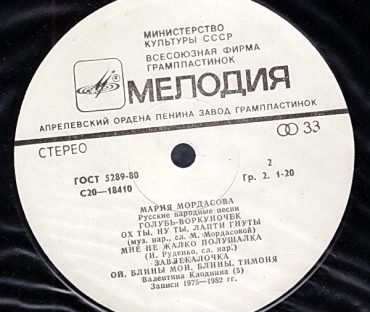 МИНИСТЕРСТВО
КУЛЬТУРЫ СССР
ВСЕСОЮЗНАЯ ФИРМА
ГРАМПЛАСТИНОК
МЕЛОДИЯ
АПРЕЛЕВСКИЙ ОРДЕНА ЛЕНИНА ЗАВОД ГРАМПЛАСТИНОК
СТЕРЕО
33
ГОСТ 5289-80
С20—18410
2
Гр. 2. 1-20
МАРИЯ МОРДАСОВА
Русские народные песни
ГОЛУБЬ-ВОРКУНОЧЕК
ОХ ТЫ, НУ ТЫ, ЛАПТИ ГНУТЫ
(муз. нар., сл. М. Мордасовой)
МНЕ НЕ ЖАЛКО ПОЛУШАЛКА
(И. Руденко, сл. нар.)
ЗАВЛЕКАЛОЧКА
ОЙ, БЛИНЫ МОИ, БЛИНЫ, ТИМОНЯ
Валентина Клоднина (5)
Записи 1975—1982 гг.